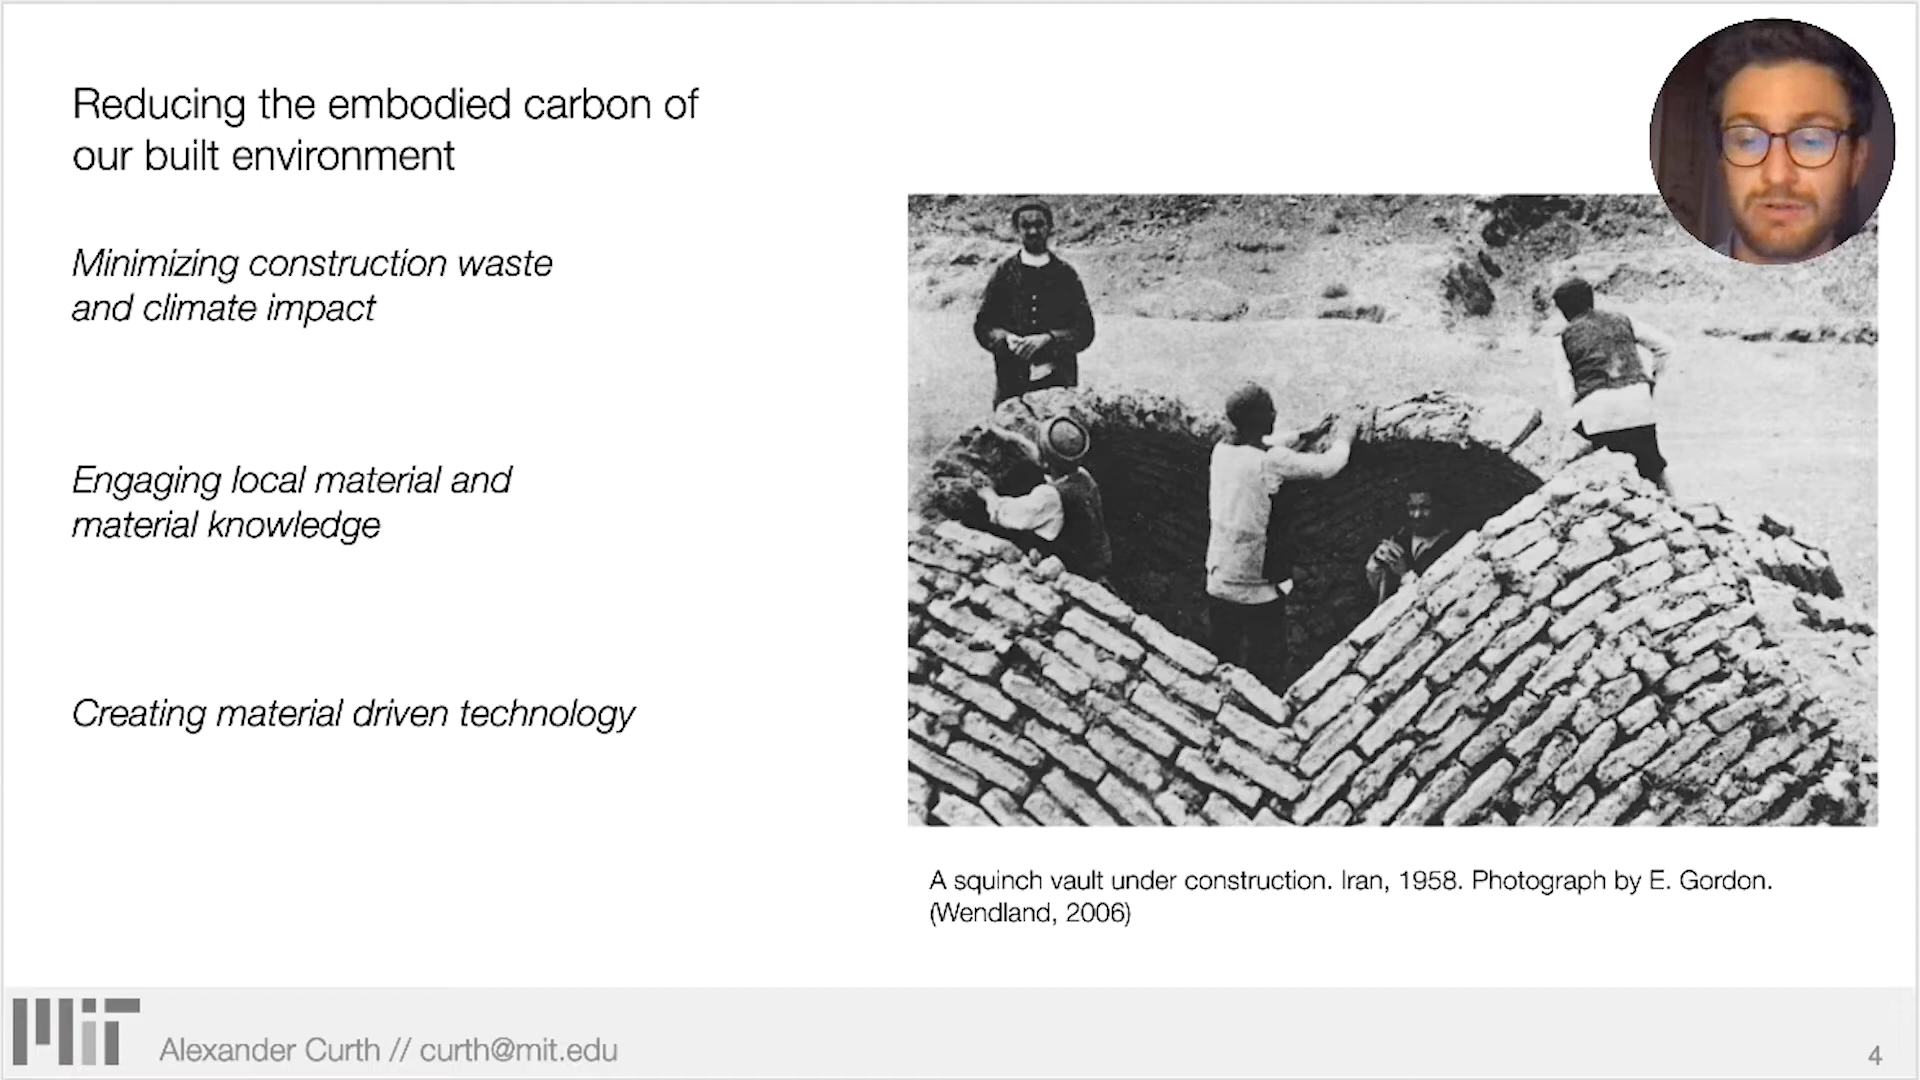 Reducing the embodied carbon of
our built environment
Minimizing construction waste
and climate impact
Engaging local material and
material knowledge
Creating material driven technology
A squinch vault under construction. Iran, 1958. Photograph by E. Gordon.
(Wendland, 2006)
MIT
Alexander Curth // curth@mit.edu
4